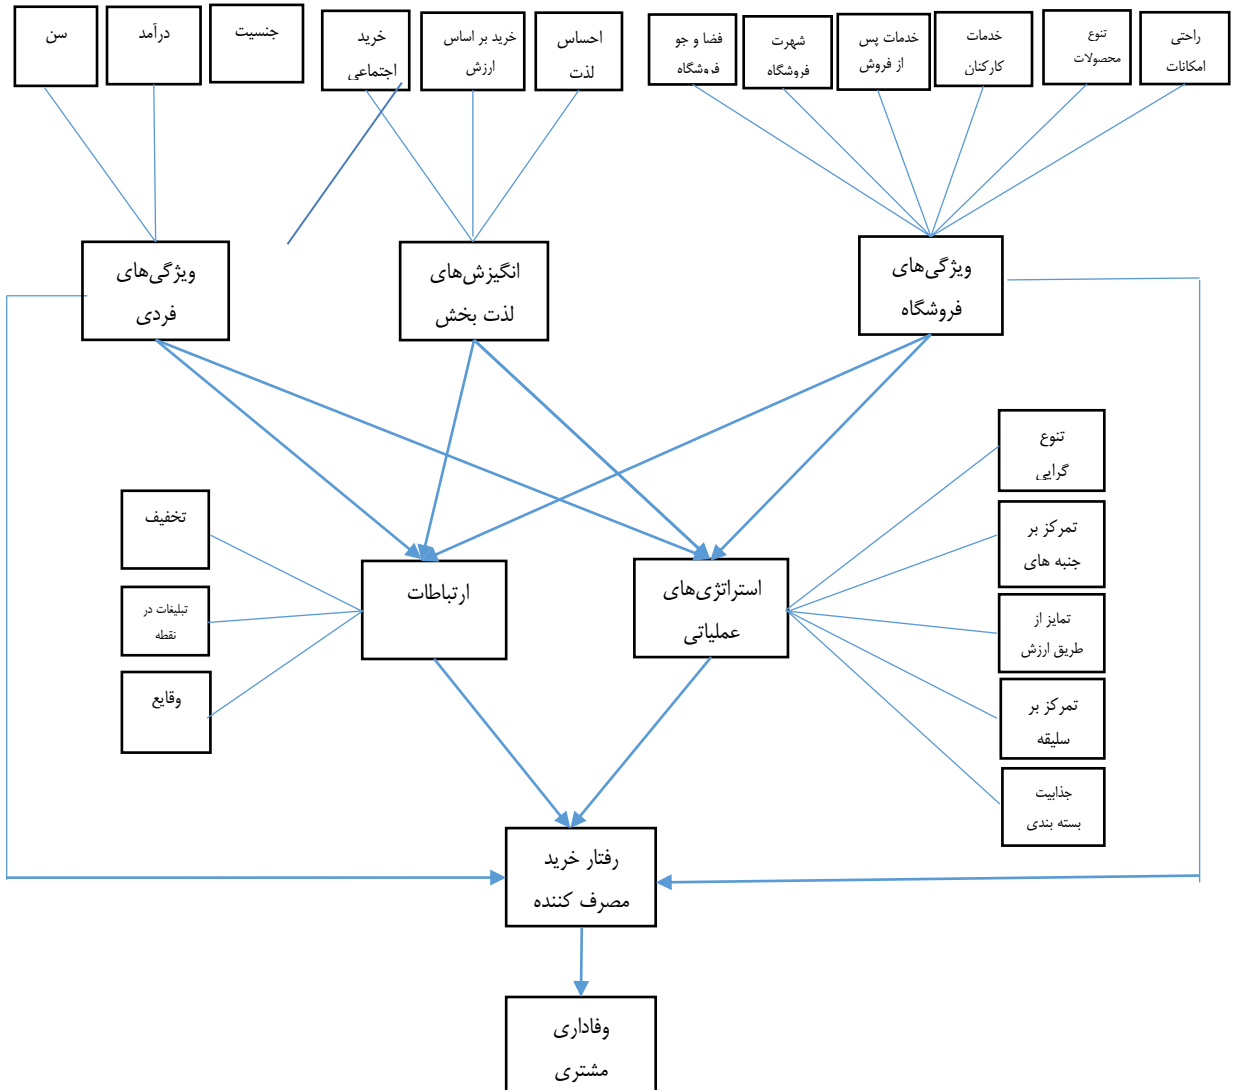 سن
درآمد
جنسیت
خرید
اجتماعی
خرید بر اساس
ارزش
احساس
لذت
فضا و جو
فروشگاه
شهرت
فروشگاه
خدمات پس
از فروش
خدمات
کارکنان
تنوع
محصولات
راحتی
امکانات
ویژگی‌های
فردی
انگیزش‌های
لذت بخش
ویژگی‌های
فروشگاه
تخفیف
تبلیغات در
نقطه
وقایع
ارتباطات
استراتژی‌های
عملیاتی
تنوع
گرایی
تمرکز بر
جنبه های
تمایز از
طریق ارزش
تمرکز بر
سلیقه
جذابیت
بسته بندی
رفتار خرید
مصرف کننده
وفاداری
مشتری